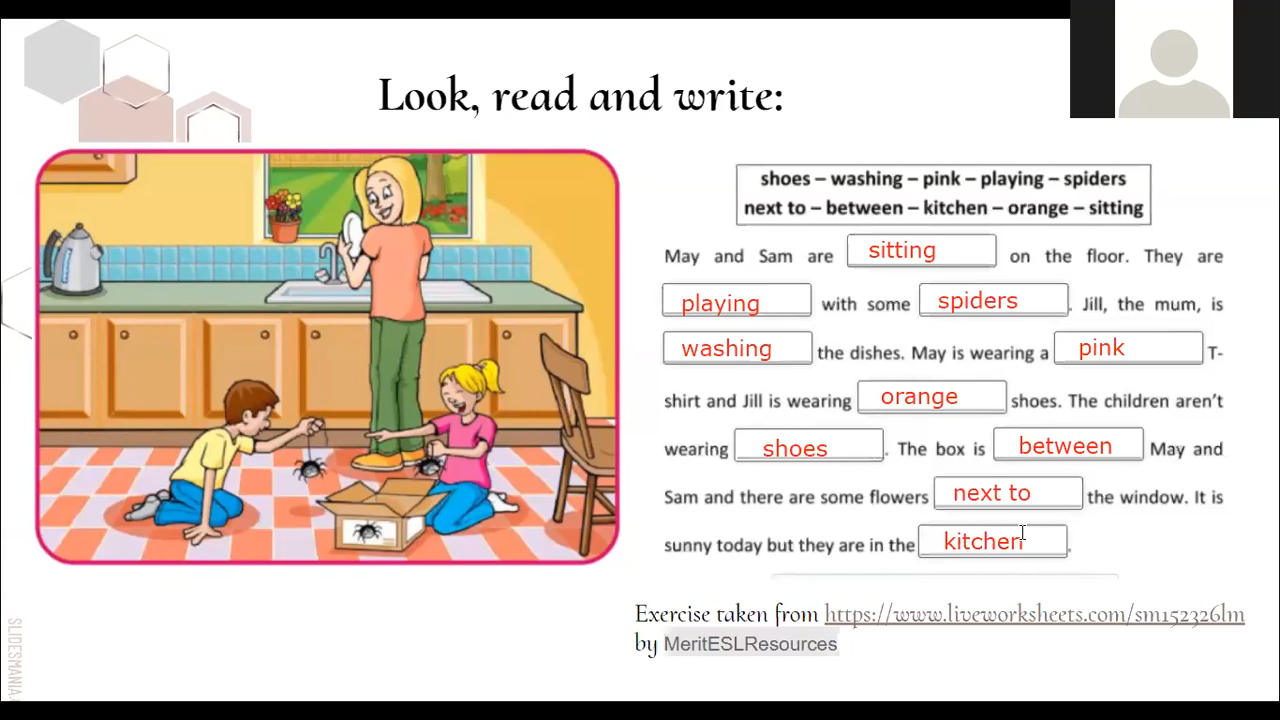 Look, read and write:
shoes – washing – pink – playing – spiders
next to – between – kitchen – orange – sitting
May and Sam are sitting on the floor. They are
playing with some spiders. Jill, the mum, is
washing the dishes. May is wearing a pink T-
shirt and Jill is wearing orange shoes. The children aren't
wearing shoes. The box is between May and
Sam and there are some flowers next to the window. It is
sunny today but they are in the kitchen.
Exercise taken from https://www.liveworksheets.com/sm152326lm
by MeritESLResources
SLIDESMANIA.